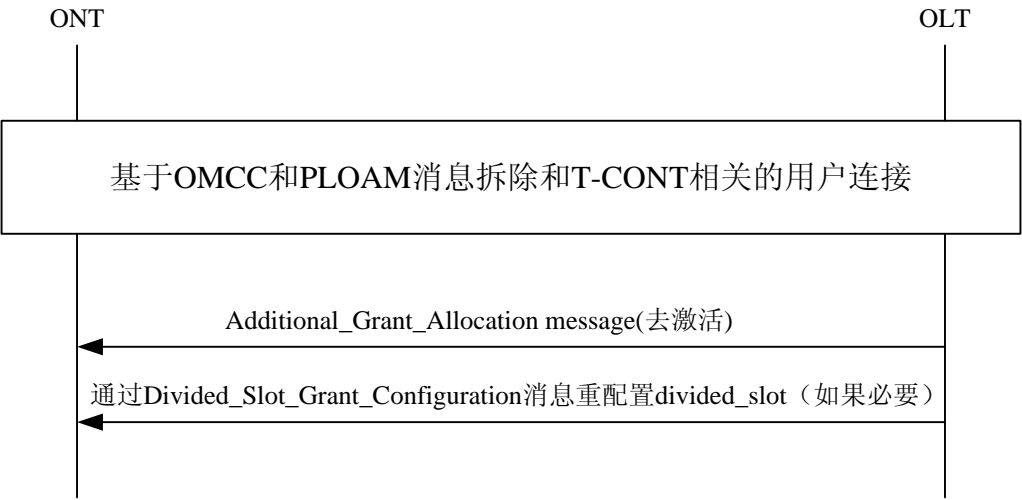 ONT
OLT
基于OMCC和PLOAM消息拆除和T-CONT相关的用户连接
Additional_Grant_Allocation message(去激活)
通过Divided_Slot_Grant_Configuration消息重配置divided_slot（如果必要）